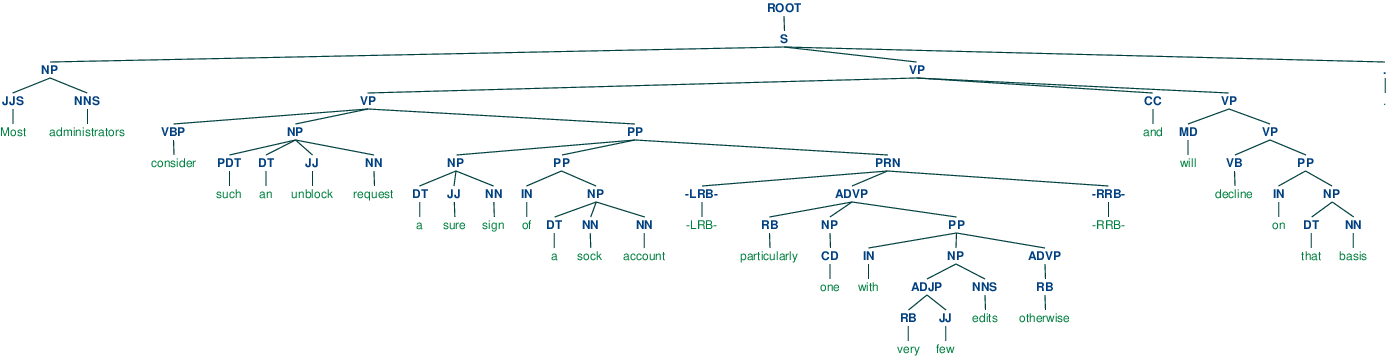 ROOT
S
NP VP .
JJS NNS VP CC VP .
Most administrators VBP NP PP and MD VP
consider PDT DT JJ NN NP PP PRN will VB PP
such an unblock request DT JJ NN IN NP -LRB- ADVP -RRB- decline IN NP
a sure sign of DT NN NN -LRB- RB NP PP -RRB- on DT NN
a sock account particularly CD IN NP ADVP that basis
one with ADJP NNS RB
RB JJ edits otherwise
very few